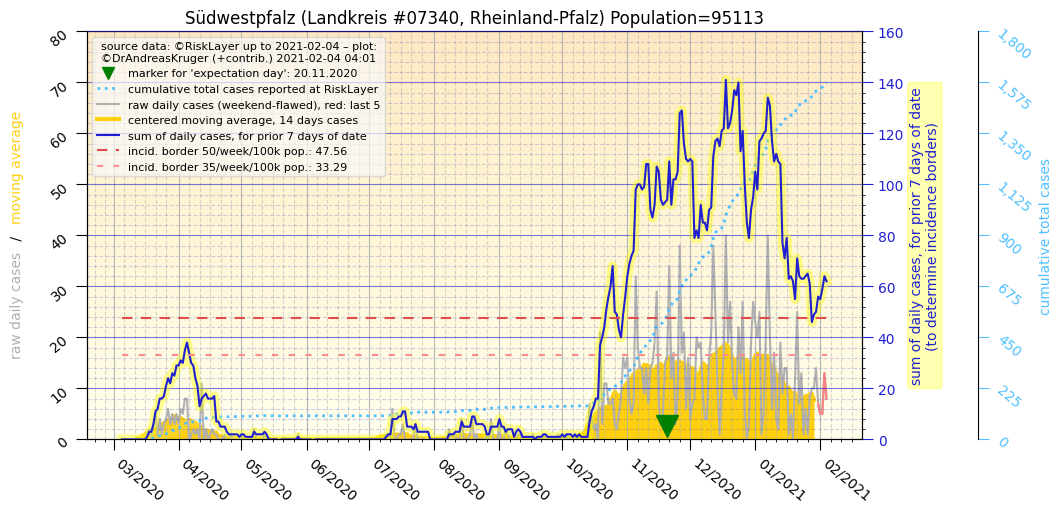 Südwestpfalz (Landkreis #07340, Rheinland-Pfalz) Population=95113
source data: ©RiskLayer up to 2021-02-04 – plot:
©DrAndreasKruger (+contrib.) 2021-02-04 04:01
marker for 'expectation day': 20.11.2020
cumulative total cases reported at RiskLayer
raw daily cases (weekend-flawed), red: last 5
centered moving average, 14 days cases
sum of daily cases, for prior 7 days of date
incid. border 50/week/100k pop.: 47.56
incid. border 35/week/100k pop.: 33.29
raw daily cases / moving average
80
70
60
50
40
30
20
10
0
03/2020
04/2020
05/2020
06/2020
07/2020
08/2020
09/2020
10/2020
11/2020
12/2020
01/2021
02/2021
160
140
120
100
80
60
40
20
0
sum of daily cases, for prior 7 days of date
(to determine incidence borders)
1,800
1,575
1,350
1,125
900
675
450
225
0
cumulative total cases